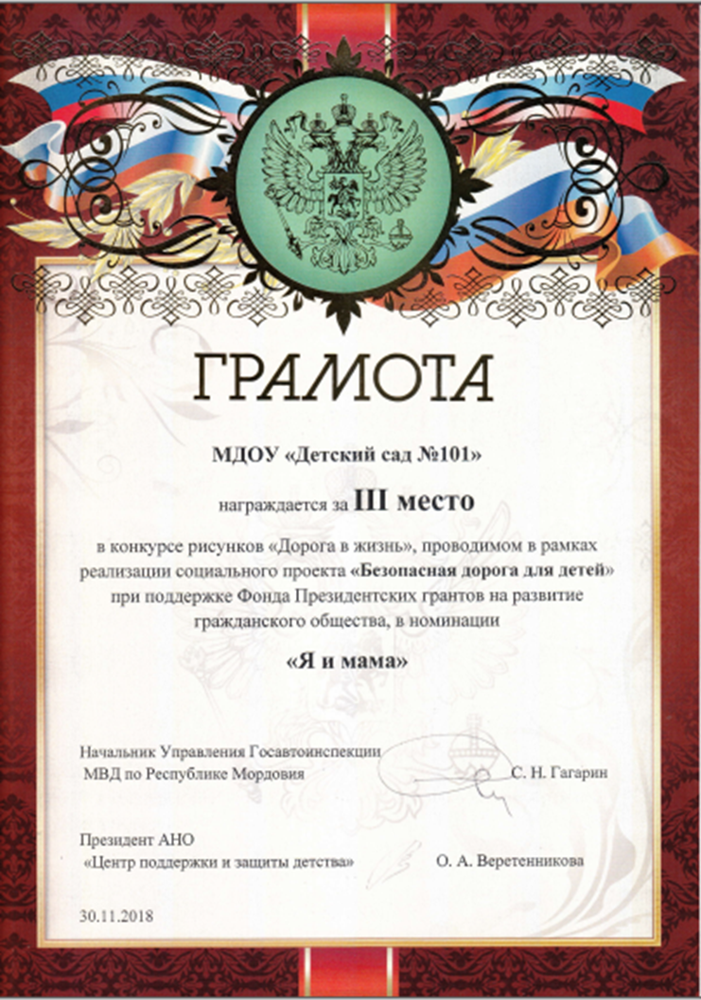 ГРАМОТА
МДОУ «Детский сад №101»
награждается за III место
в конкурсе рисунков «Дорога в жизнь», проводимом в рамках
реализации социального проекта «Безопасная дорога для детей»
при поддержке Фонда Президентских грантов на развитие
гражданского общества, в номинации
«Я и мама»
Начальник Управления Госавтоинспекции
МВД по Республике Мордовия
С. Н. Гагарин
Президент АНО
«Центр поддержки и защиты детства»
О. А. Веретенникова
30.11.2018